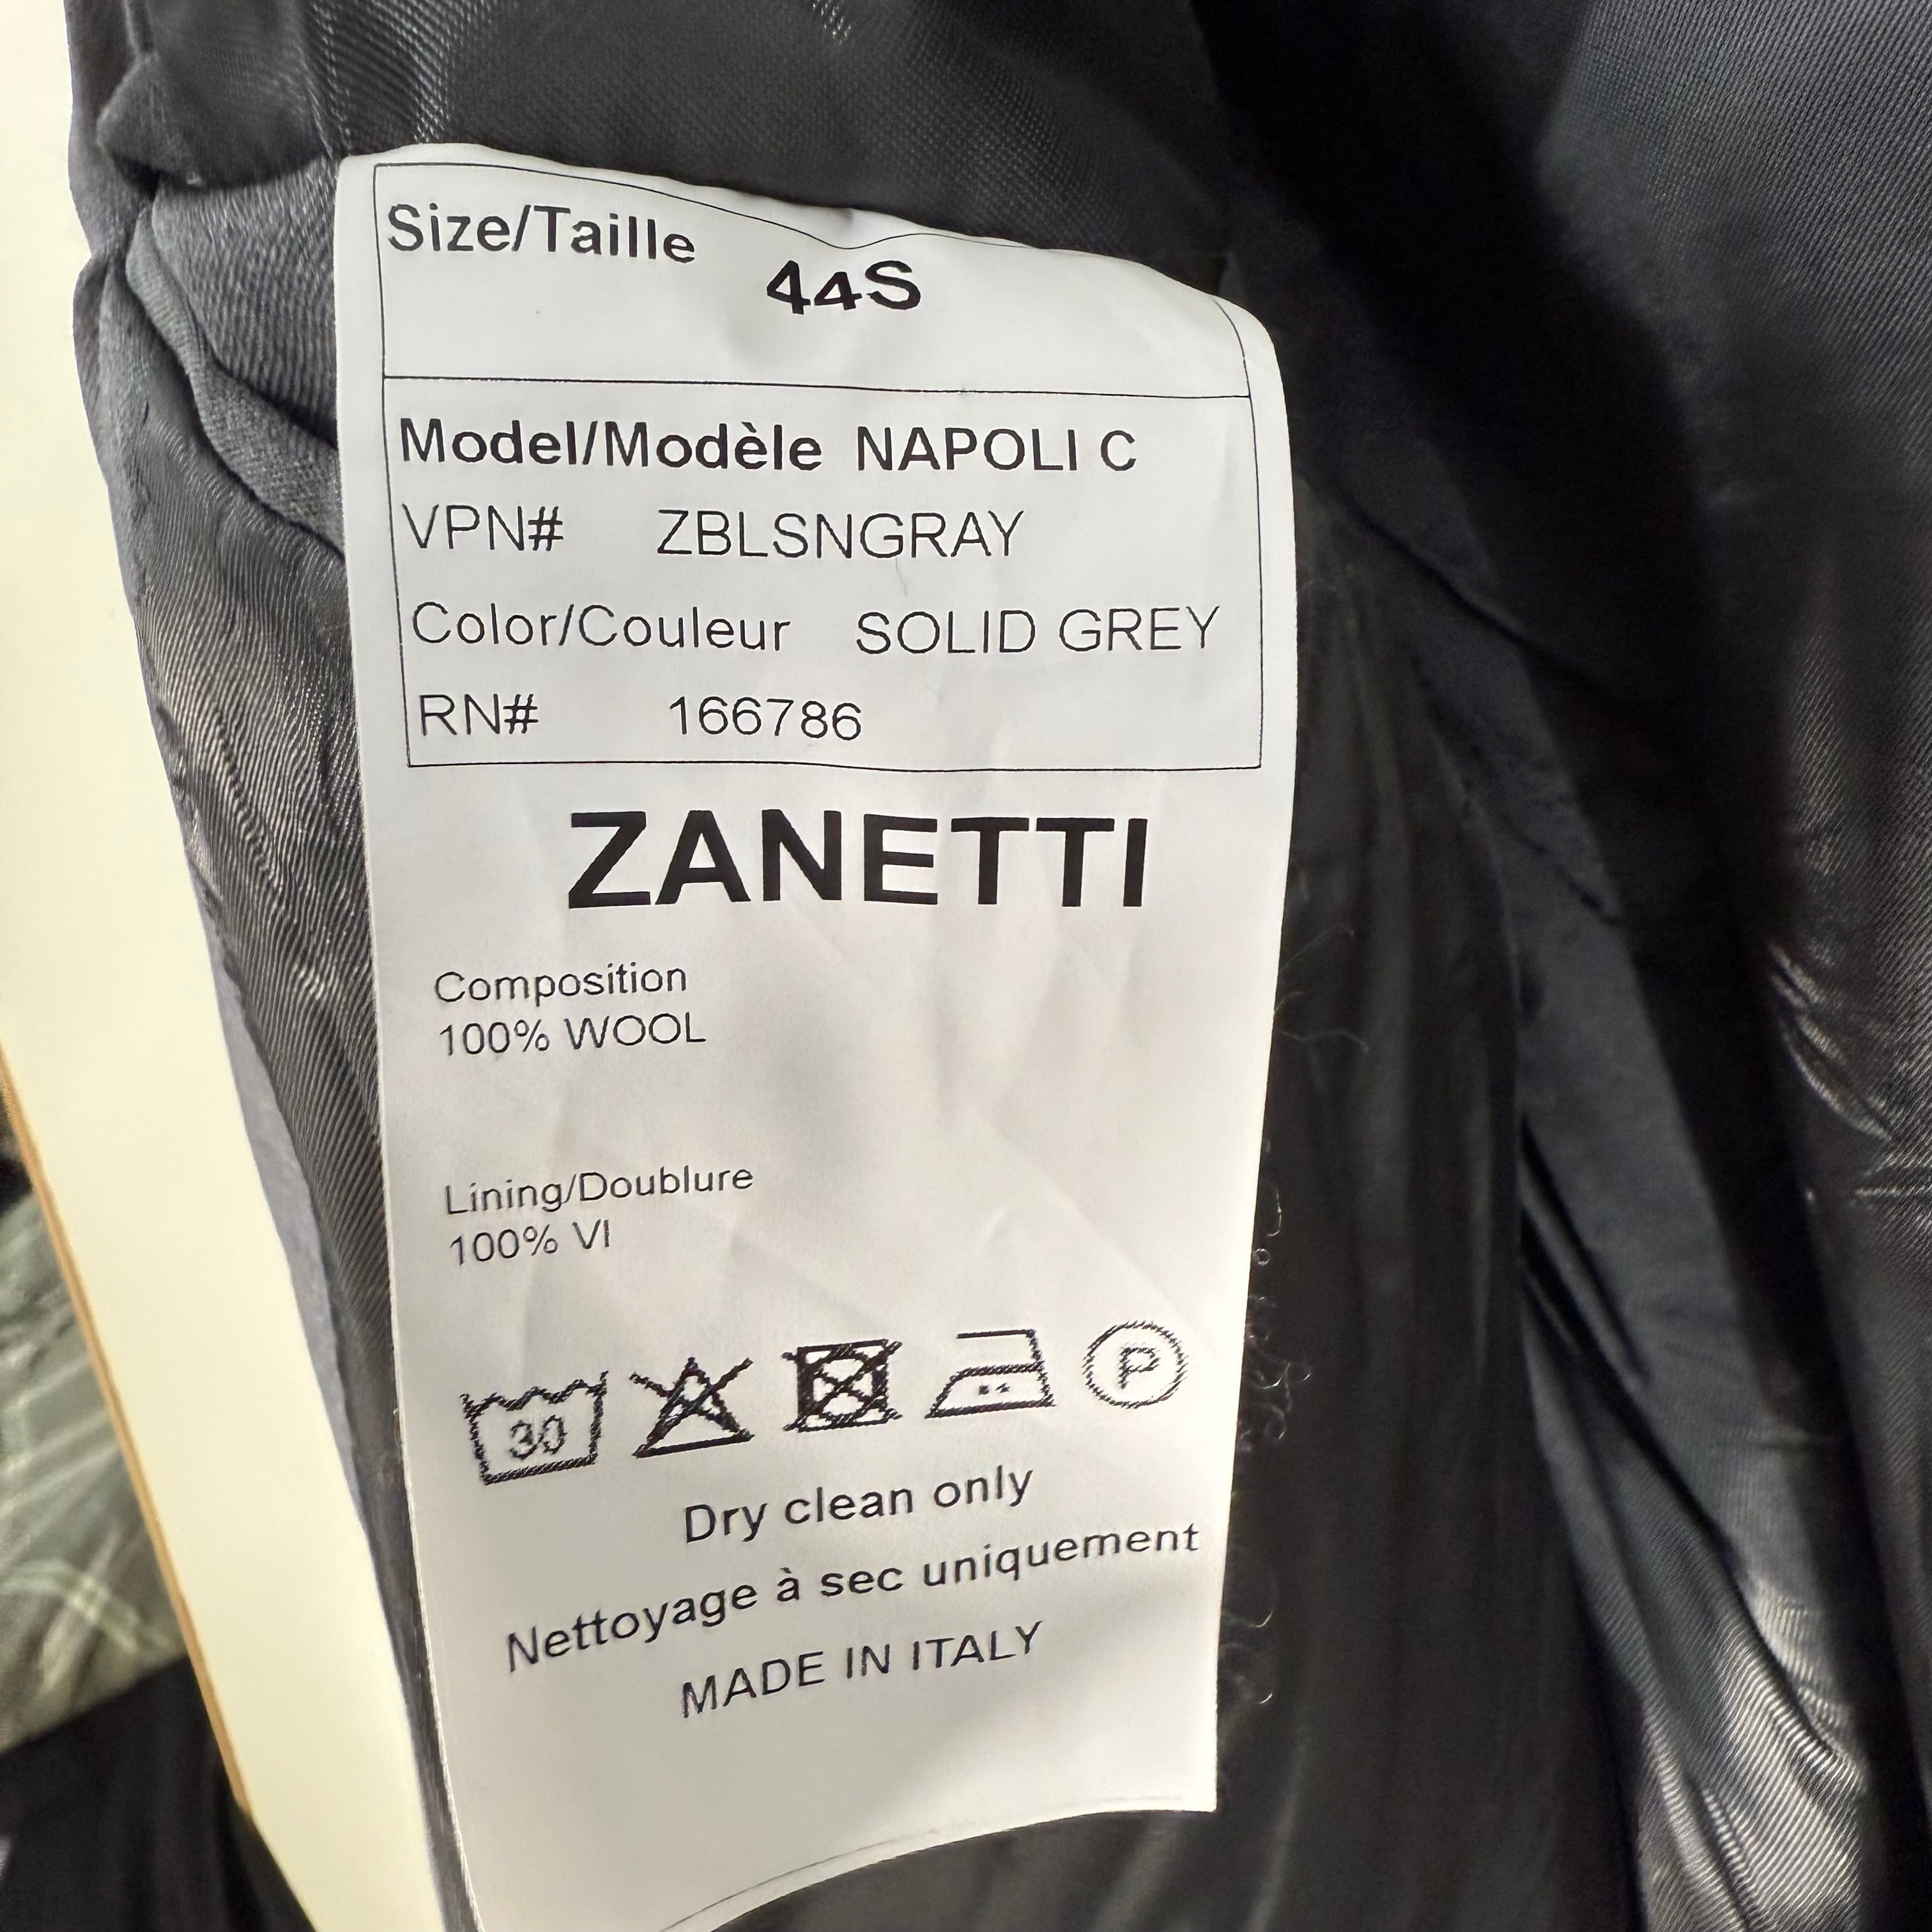 Size/Taille
44S
Model/Modèle NAPOLI C
VPN# ZBLSNGRAY
Color/Couleur SOLID GREY
RN# 166786
ZANETTI
Composition
100% WOOL
Lining/Doublure
100% VI
30 P
Dry clean only
Nettoyage à sec uniquement
MADE IN ITALY